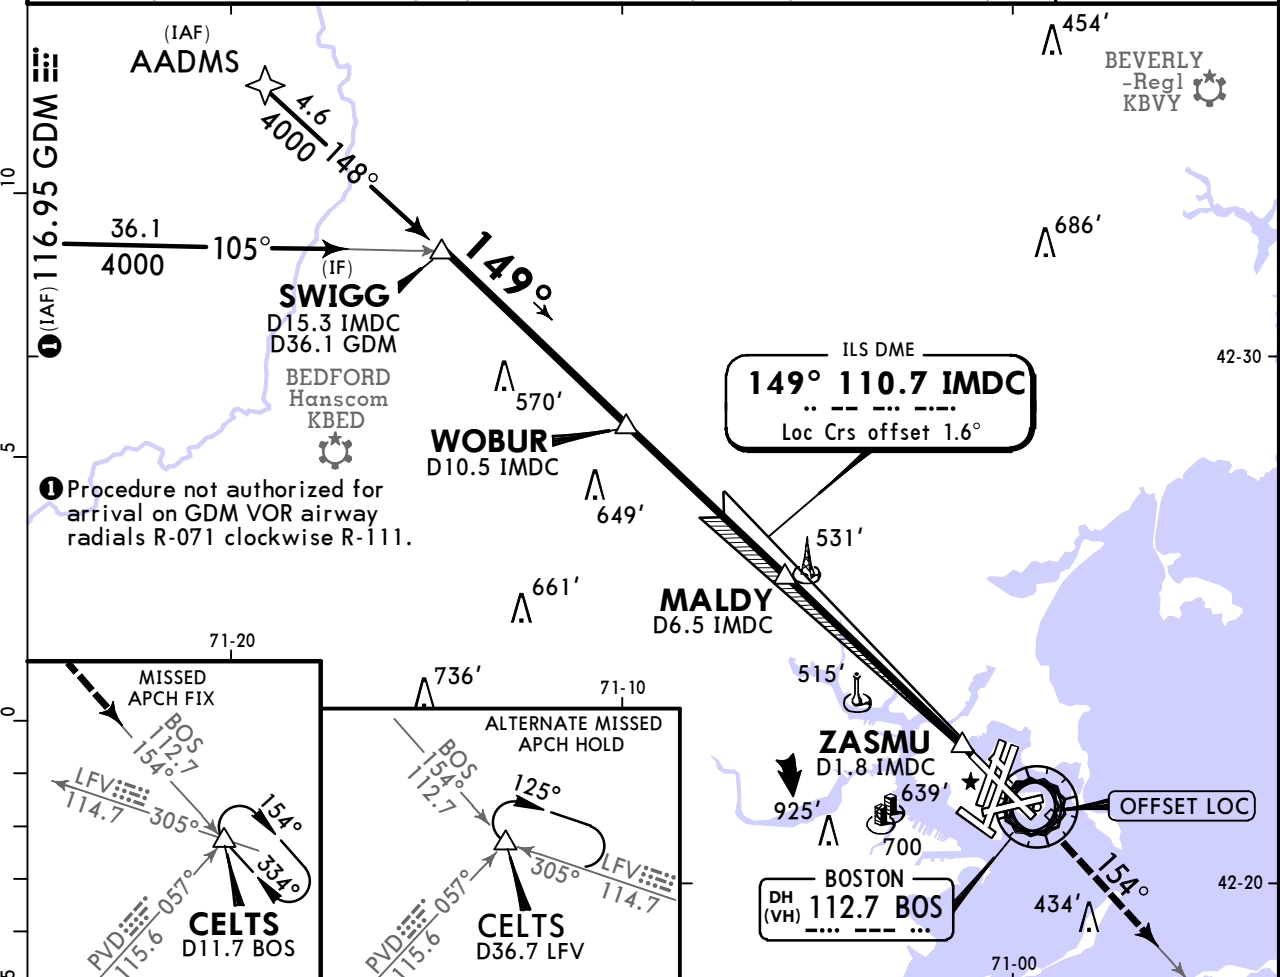 (IAF)
AADMS
4.6
4000
148°
❶(IAF) 116.95 GDM
36.1
4000
105°
(IF)
SWIGG
D15.3 IMDC
D36.1 GDM
149°
454'
BEVERLY
-Regl
KBVY
686'
10
5
0
5
42-30
BEDFORD
Hanscom
KBED
570'
WOBUR
D10.5 IMDC
649'
ILS DME
149° 110.7 IMDC
Loc Crs offset 1.6°
❶ Procedure not authorized for
arrival on GDM VOR airway
radials R-071 clockwise R-111.
531'
MALDY
D6.5 IMDC
661'
71-20
515'
736'
71-10
ZASMU
D1.8 IMDC
639'
925'
700
OFFSET LOC
BOSTON
DH
(VH)
112.7 BOS
154°
434'
42-20
71-00
MISSED
APCH FIX
BOS
112.7
154°
LFV
114.7
305°
154°
334°
057°
PVD
115.6
CELTS
D11.7 BOS
ALTERNATE MISSED
APCH HOLD
BOS
154°
112.7
125°
LFV
305°
114.7
057°
PVD
115.6
CELTS
D36.7 LFV